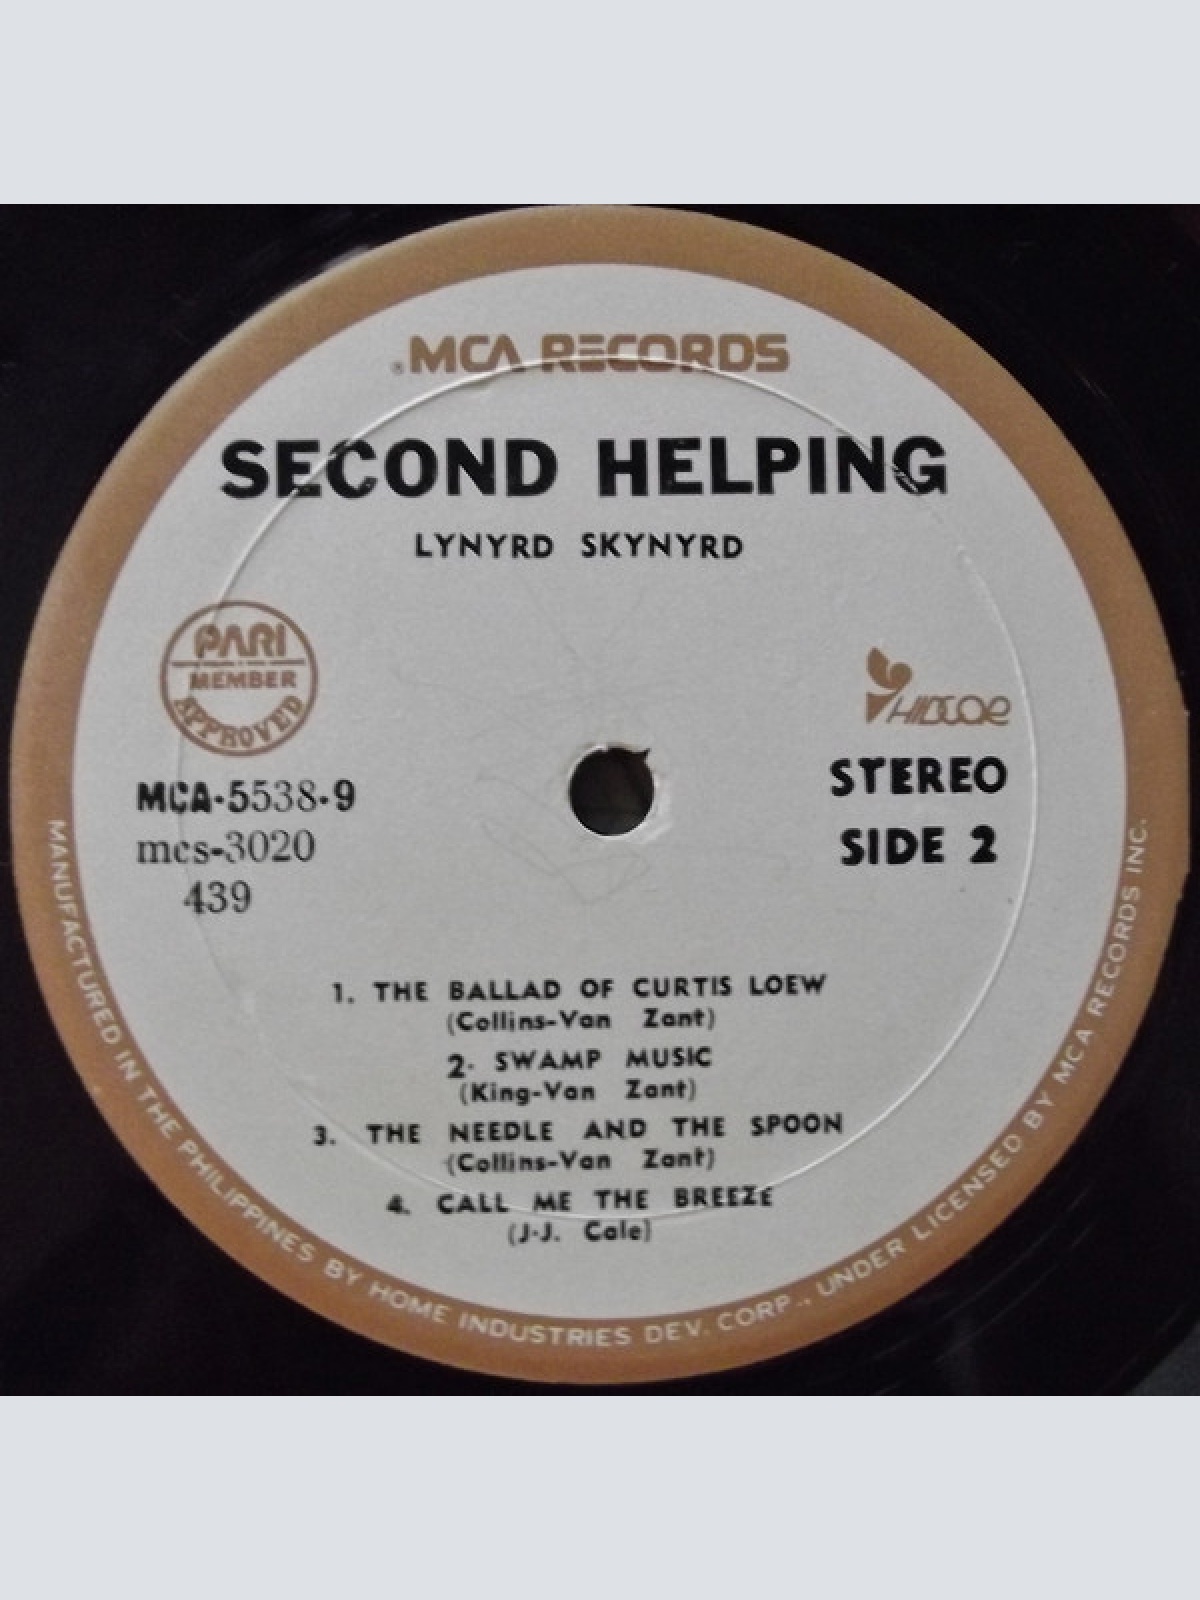 ® MCA RECORDS
SECOND HELPING
LYNYRD SKYNYRD
PARI
MEMBER
APPROVED
HIDCOR
STEREO
SIDE 2
MCA-5538-9
mcs-3020
439
1. THE BALLAD OF CURTIS LOEW
(Collins-Van Zant)
2. SWAMP MUSIC
(King-Van Zant)
3. THE NEEDLE AND THE SPOON
(Collins-Van Zant)
4. CALL ME THE BREEZE
(J.J. Cale)
MANUFACTURED IN THE PHILIPPINES BY HOME INDUSTRIES DEV. CORP., UNDER LICENSED BY MCA RECORDS INC.